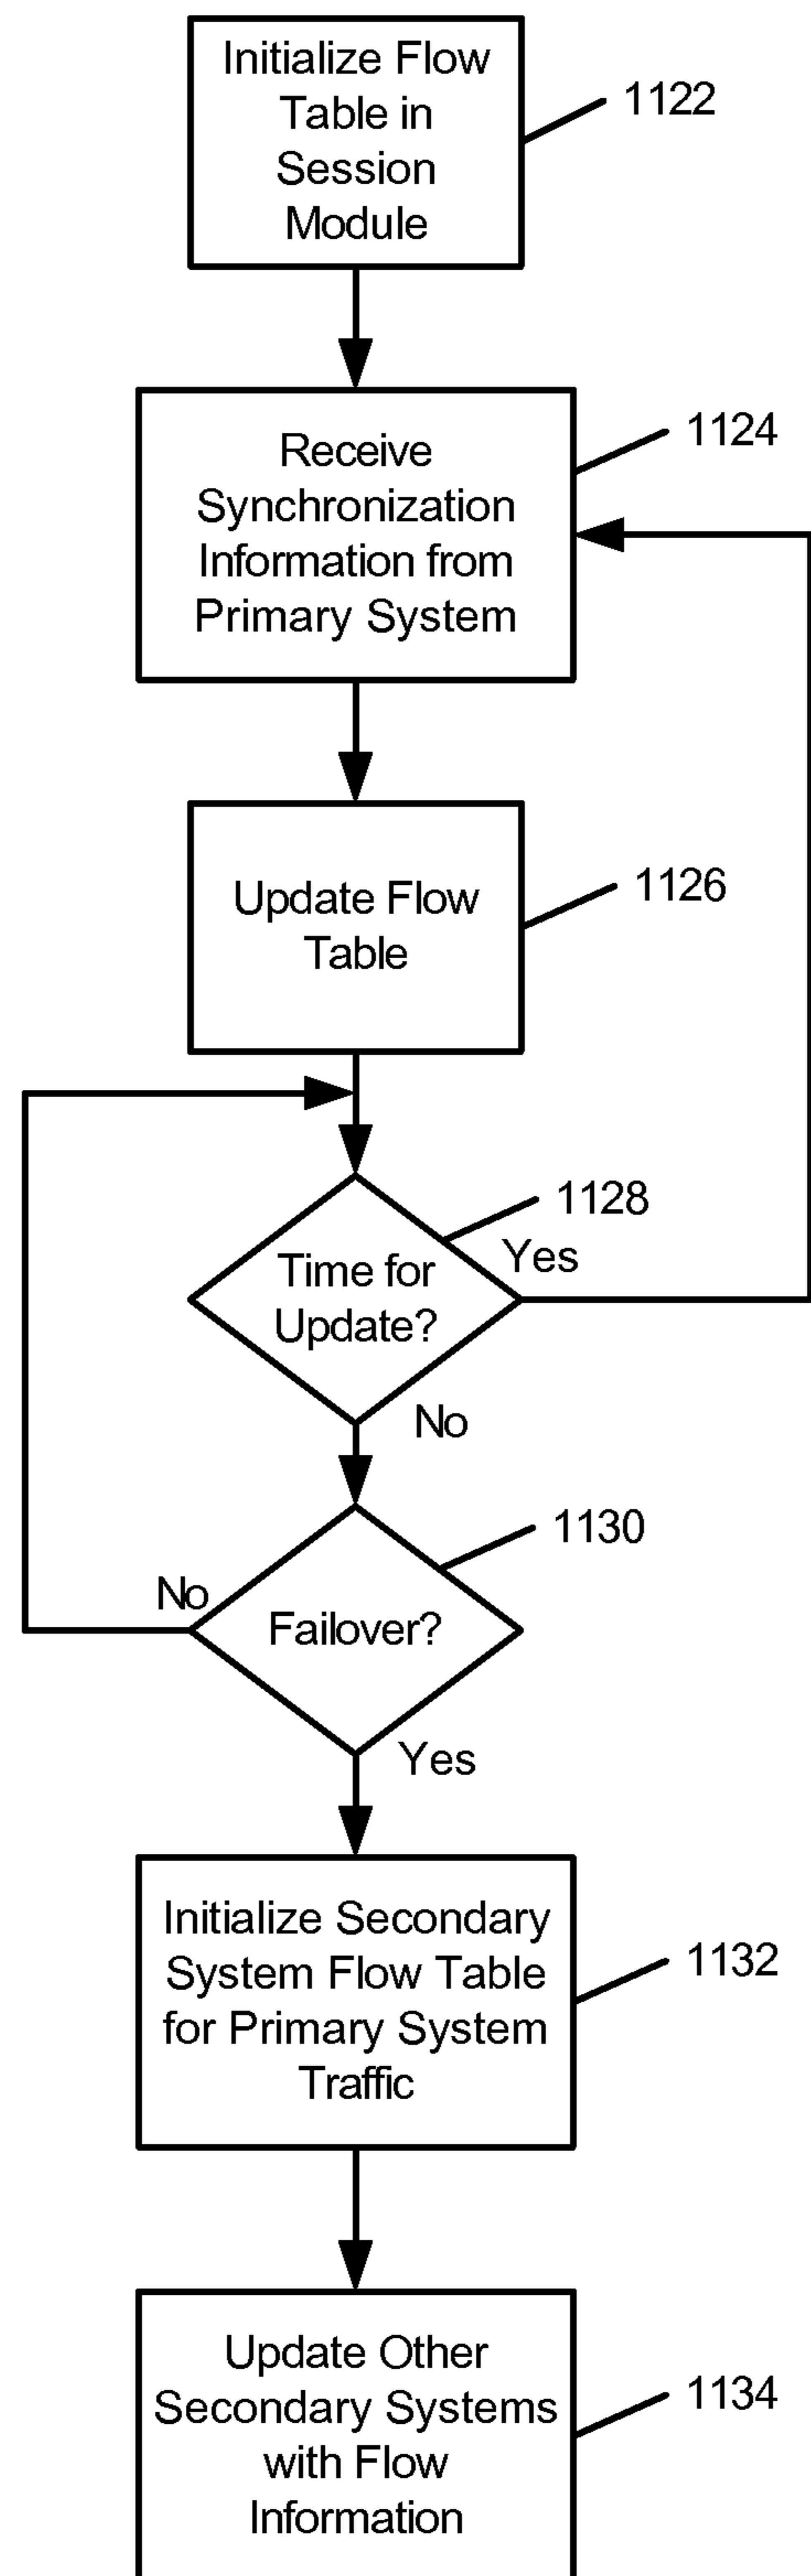 Initialize Flow
Table in
Session
Module
1122
Receive
Synchronization
Information from
Primary System
1124
Update Flow
Table
1126
Time for
Update?
1128
Yes
No
Failover?
1130
No
Yes
Initialize Secondary
System Flow Table
for Primary System
Traffic
1132
Update Other
Secondary Systems
with Flow
Information
1134